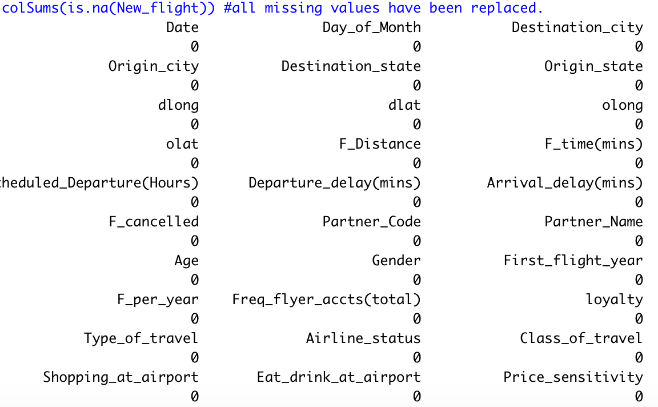 colSums(is.na(New_flight)) #all missing values have been replaced.
Date Day_of_Month Destination_city
0 0 0
Origin_city Destination_state Origin_state
0 0 0
dlong dlat olong
0 0 0
olat F_Distance F_time(mins)
0 0 0
heduled_Departure(Hours) Departure_delay(mins) Arrival_delay(mins)
0 0 0
F_cancelled Partner_Code Partner_Name
0 0 0
Age Gender First_flight_year
0 0 0
F_per_year Freq_flyer_accts(total) loyalty
0 0 0
Type_of_travel Airline_status Class_of_travel
0 0 0
Shopping_at_airport Eat_drink_at_airport Price_sensitivity
0 0 0